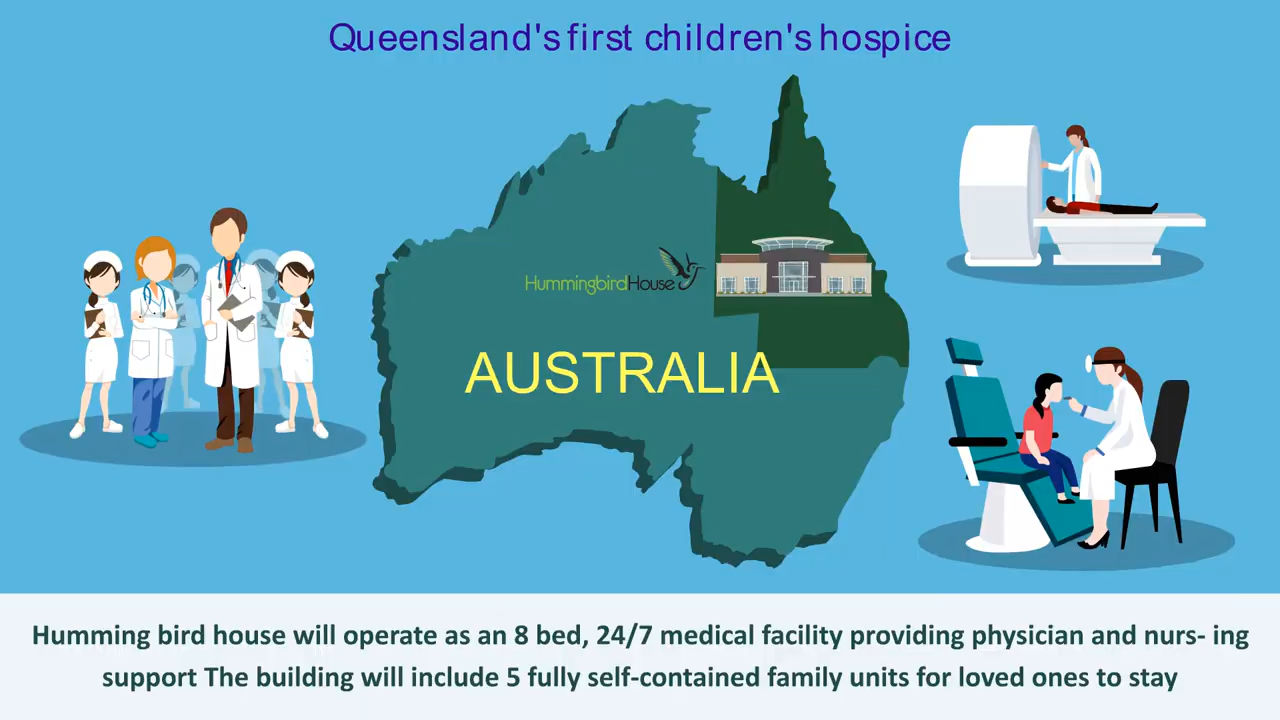 Queensland's first children's hospice
HummingbirdHouse
AUSTRALIA
Humming bird house will operate as an 8 bed, 24/7 medical facility providing physician and nurs- ing
support The building will include 5 fully self-contained family units for loved ones to stay